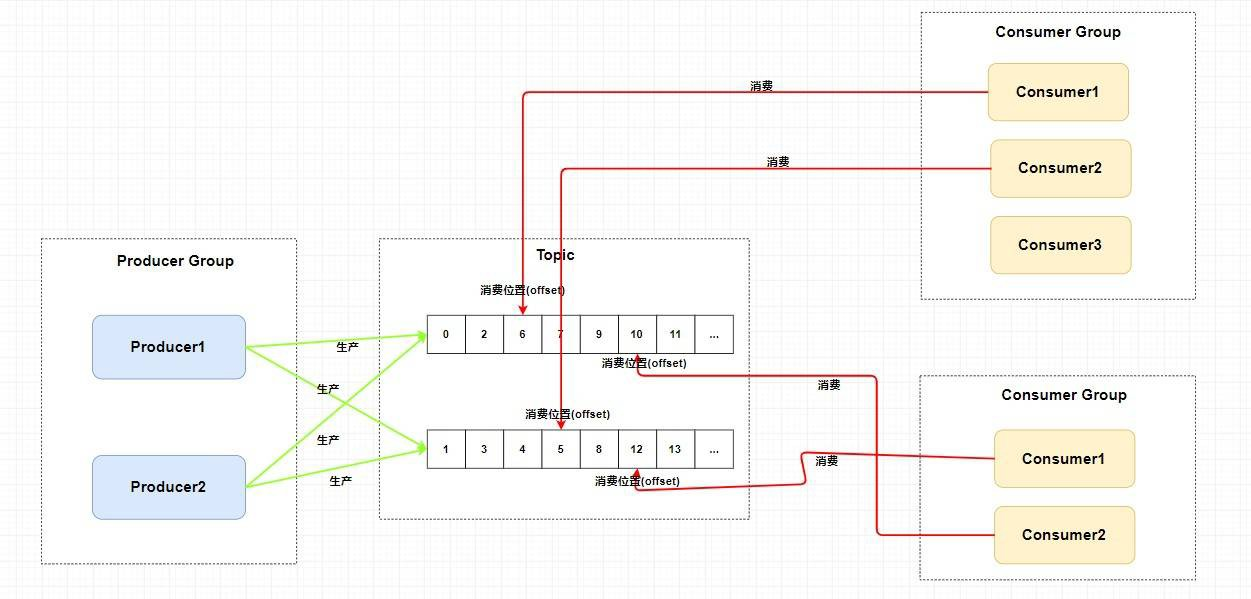 Consumer Group
Consumer1
消费
Consumer2
消费
Consumer3
Producer Group
Producer1
Producer2
生产
生产
生产
生产
Topic
消费位置(offset)
0 2 6 7 9 10 11 ...
消费位置(offset)
消费位置(offset)
1 3 4 5 8 12 13 ...
消费位置(offset)
消费
消费
Consumer Group
Consumer1
Consumer2